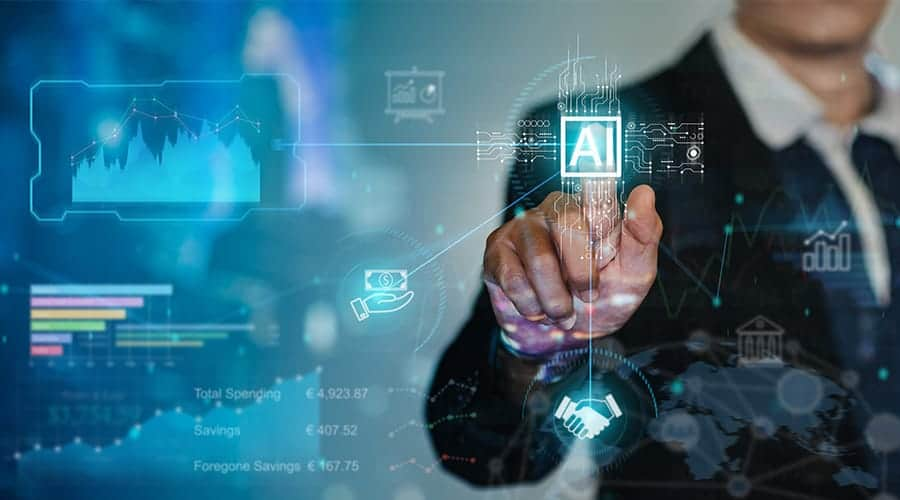 AI
Total Spending € 4,923.87
Savings € 407.52
Foregone Savings € 167.75